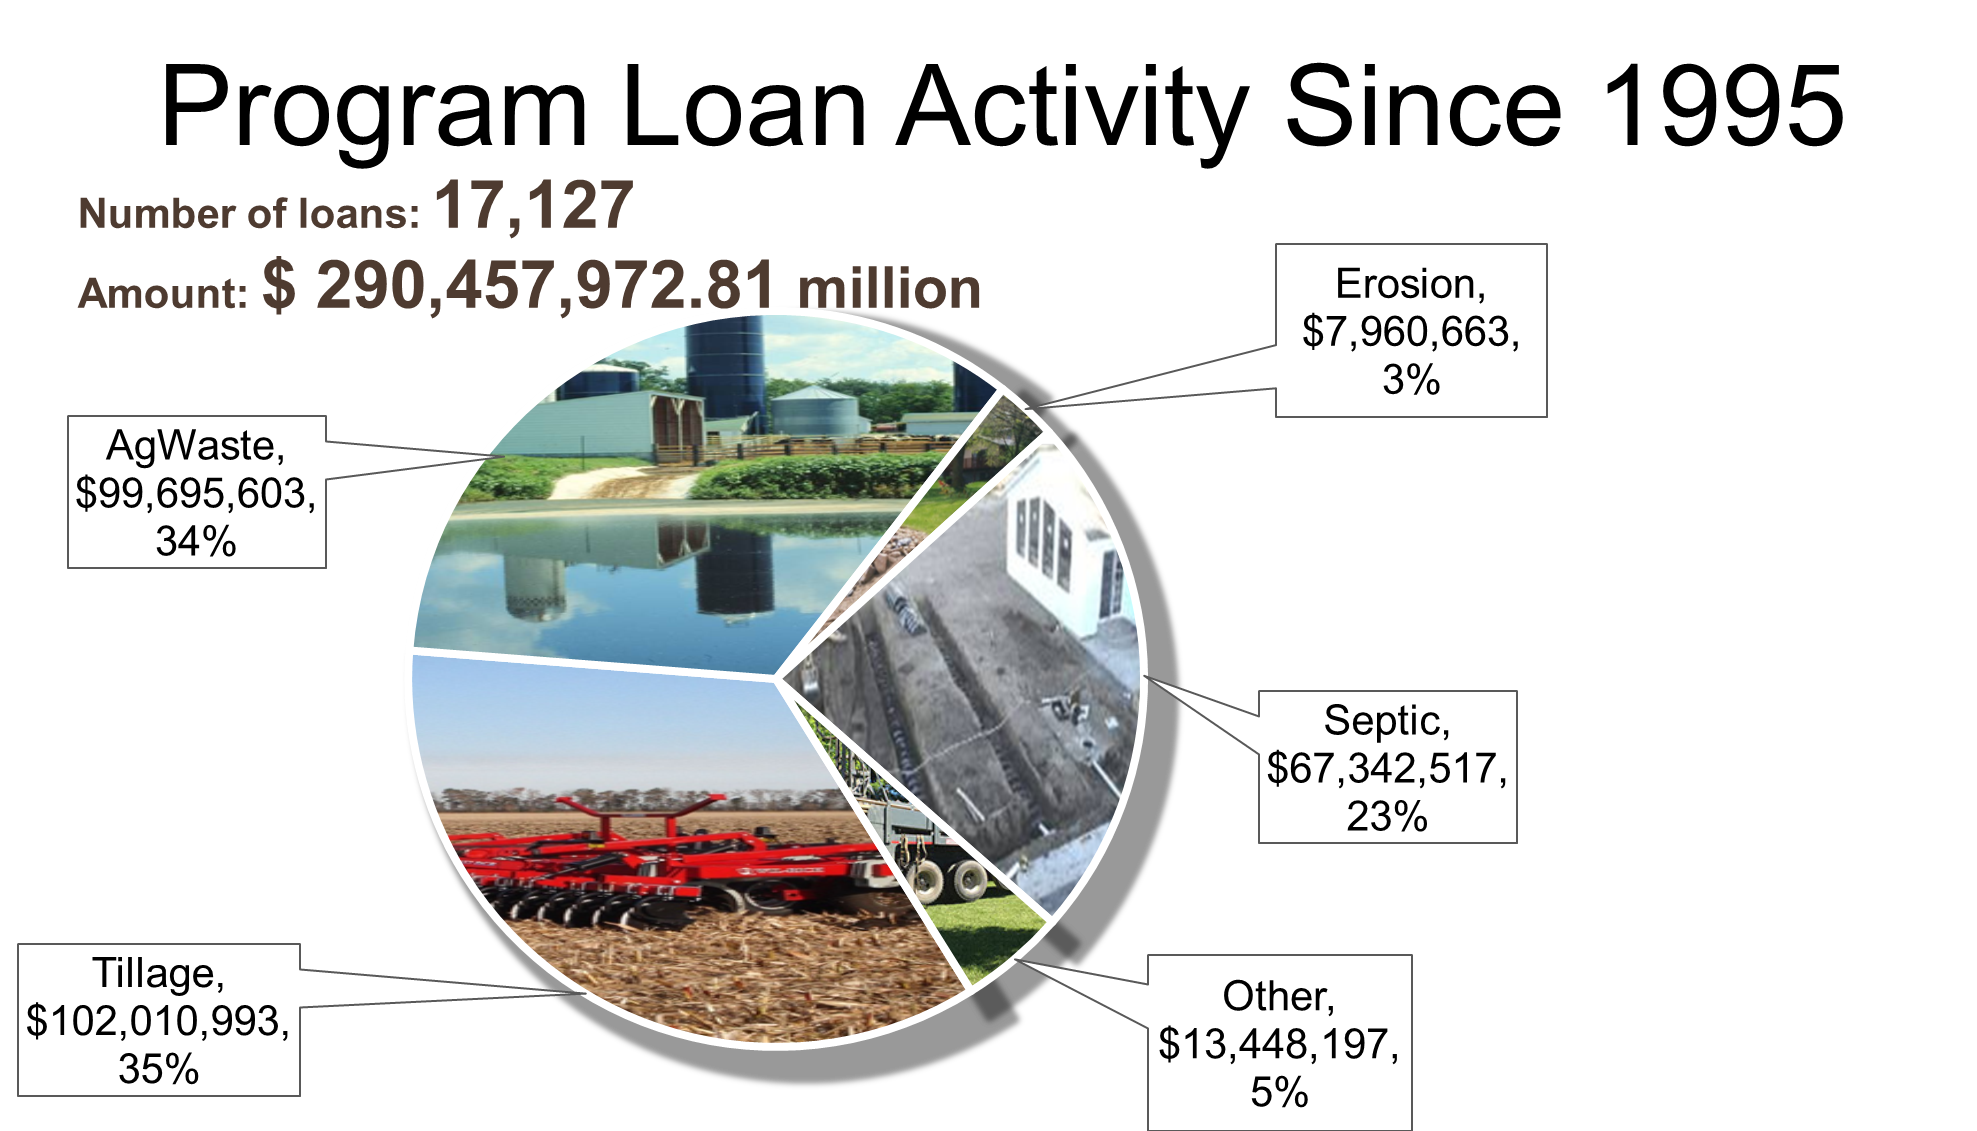 Program Loan Activity Since 1995
Number of loans: 17,127
Amount: $ 290,457,972.81 million
Erosion,
$7,960,663,
3%
AgWaste,
$99,695,603,
34%
Septic,
$67,342,517,
23%
Tillage,
$102,010,993,
35%
Other,
$13,448,197,
5%